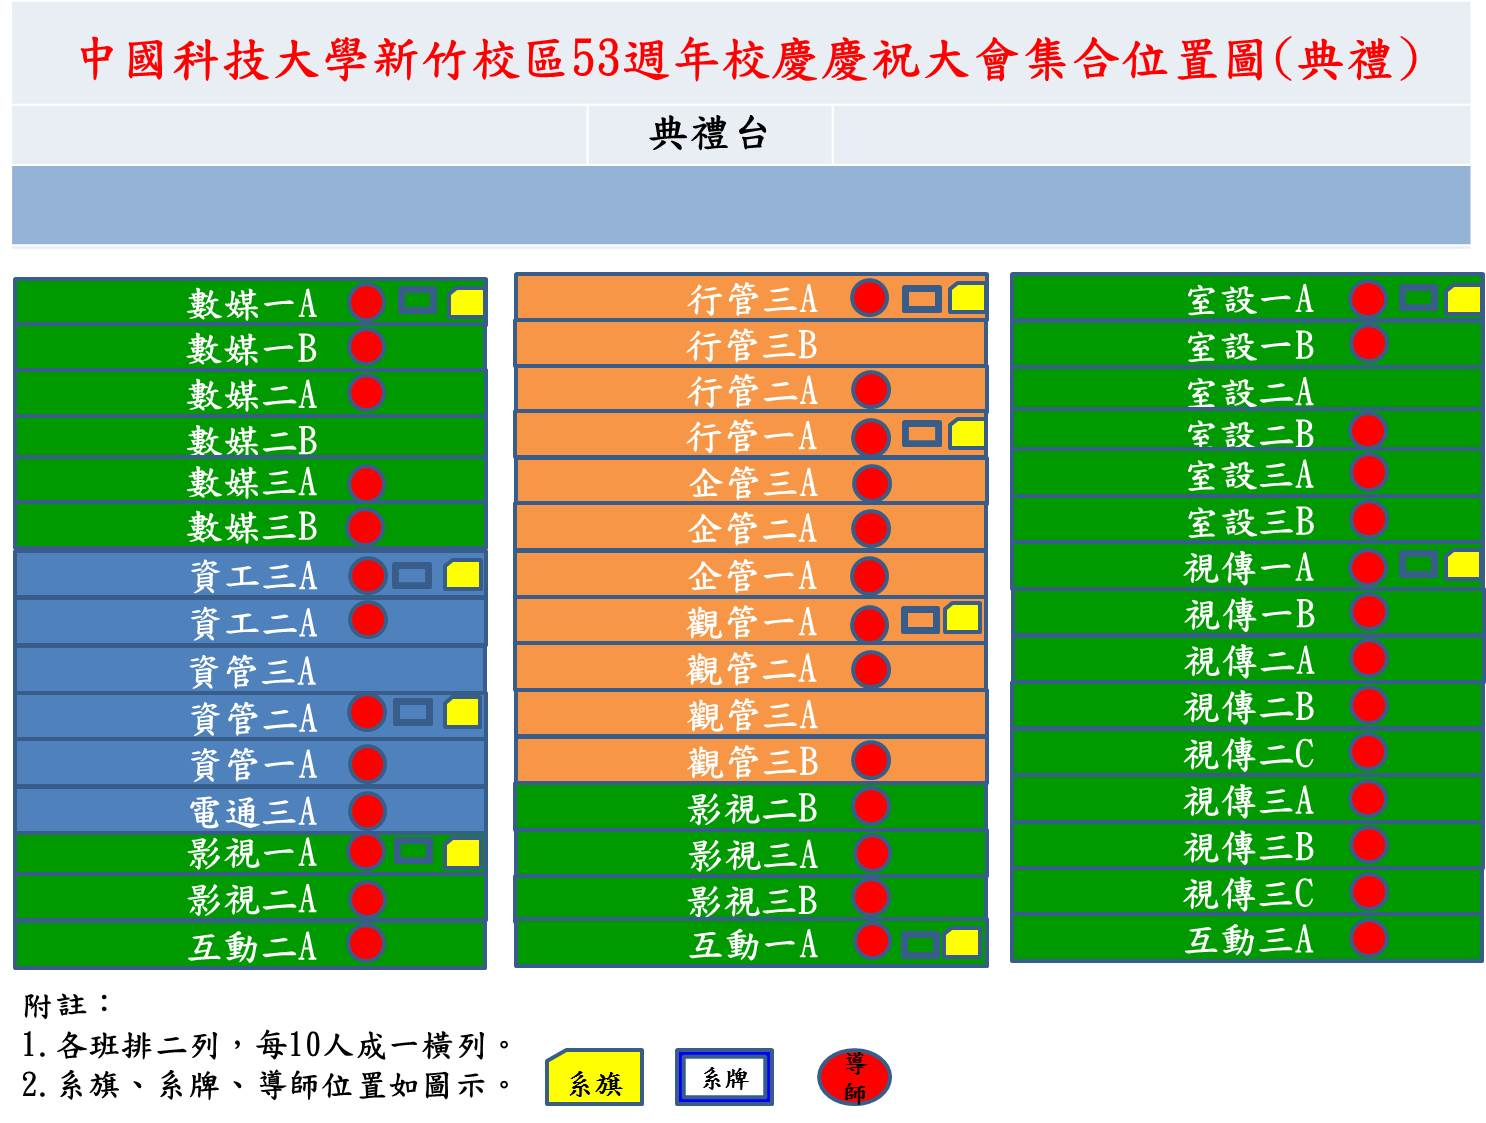 中國科技大學新竹校區53週年校慶慶祝大會集合位置圖(典禮)
典禮台
數媒一A
數媒一B
數媒二A
數媒二B
數媒三A
數媒三B
資工三A
資工二A
資管三A
資管二A
資管一A
電通三A
影視一A
影視二A
互動二A
行管三A
行管三B
行管二A
行管一A
企管三A
企管二A
企管一A
觀管一A
觀管二A
觀管三A
觀管三B
影視二B
影視三A
影視三B
互動一A
室設一A
室設一B
室設二A
室設二B
室設三A
室設三B
視傳一A
視傳一B
視傳二A
視傳二B
視傳二C
視傳三A
視傳三B
視傳三C
互動三A
附註：
1.各班排二列，每10人成一橫列。
2.系旗、系牌、導師位置如圖示。
系旗
系牌
導
師